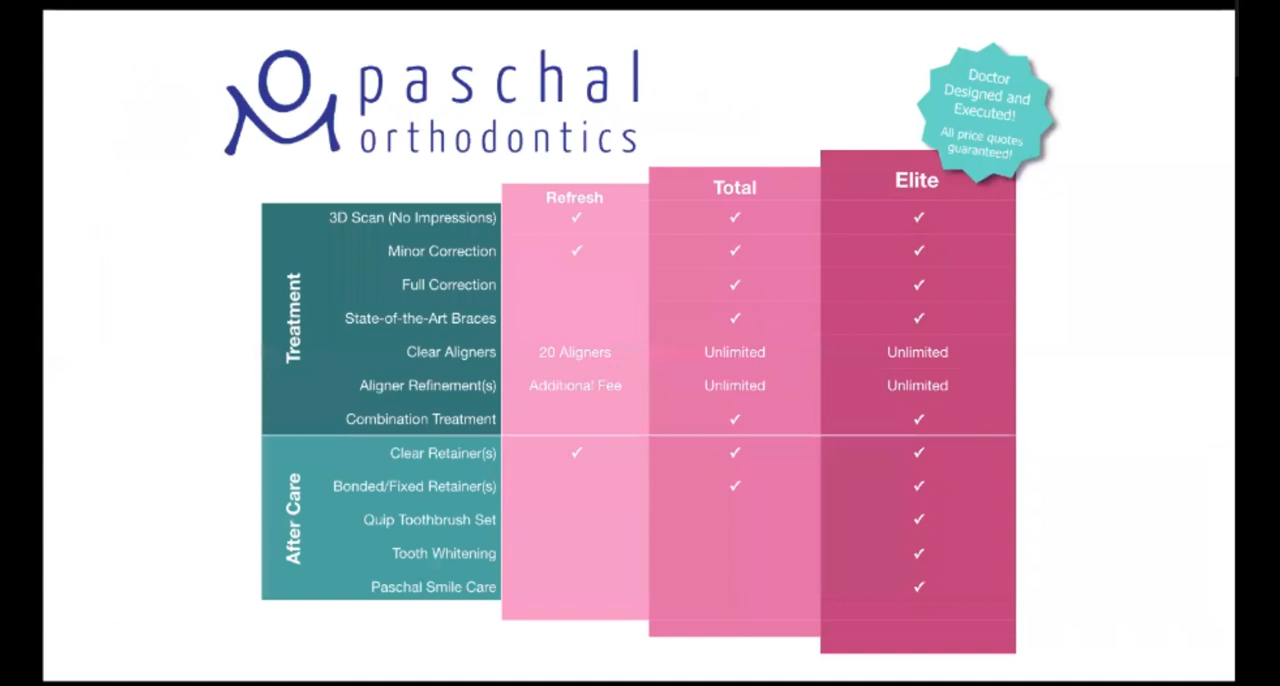 paschal
orthodontics
Doctor
Designed and
Executed!
All price quotes
guaranteed!
Refresh Total Elite
Treatment
3D Scan (No Impressions) ✓ ✓ ✓
Minor Correction ✓ ✓ ✓
Full Correction ✓ ✓
State-of-the-Art Braces ✓ ✓
Clear Aligners 20 Aligners Unlimited Unlimited
Aligner Refinement(s) Additional Fee Unlimited Unlimited
Combination Treatment ✓ ✓
After Care
Clear Retainer(s) ✓ ✓ ✓
Bonded/Fixed Retainer(s) ✓ ✓
Quip Toothbrush Set ✓
Tooth Whitening ✓
Paschal Smile Care ✓